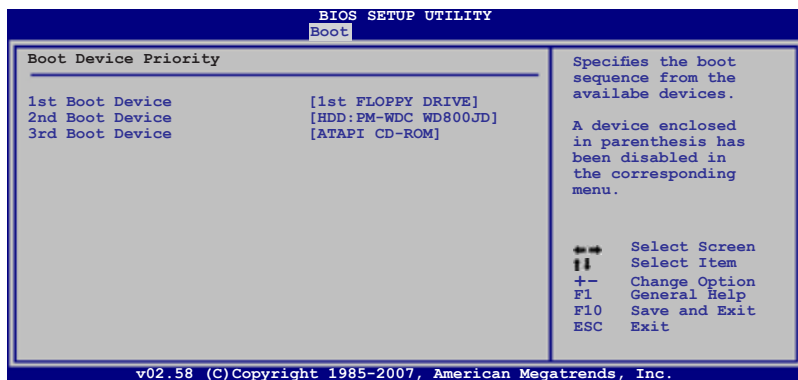 BIOS SETUP UTILITY
Boot
Boot Device Priority
1st Boot Device [1st FLOPPY DRIVE]
2nd Boot Device [HDD:PM-WDC WD800JD]
3rd Boot Device [ATAPI CD-ROM]
Specifies the boot
sequence from the
availabe devices.
A device enclosed
in parenthesis has
been disabled in
the corresponding
menu.
←→ Select Screen
↑↓ Select Item
+- Change Option
F1 General Help
F10 Save and Exit
ESC Exit
v02.58 (C)Copyright 1985-2007, American Megatrends, Inc.